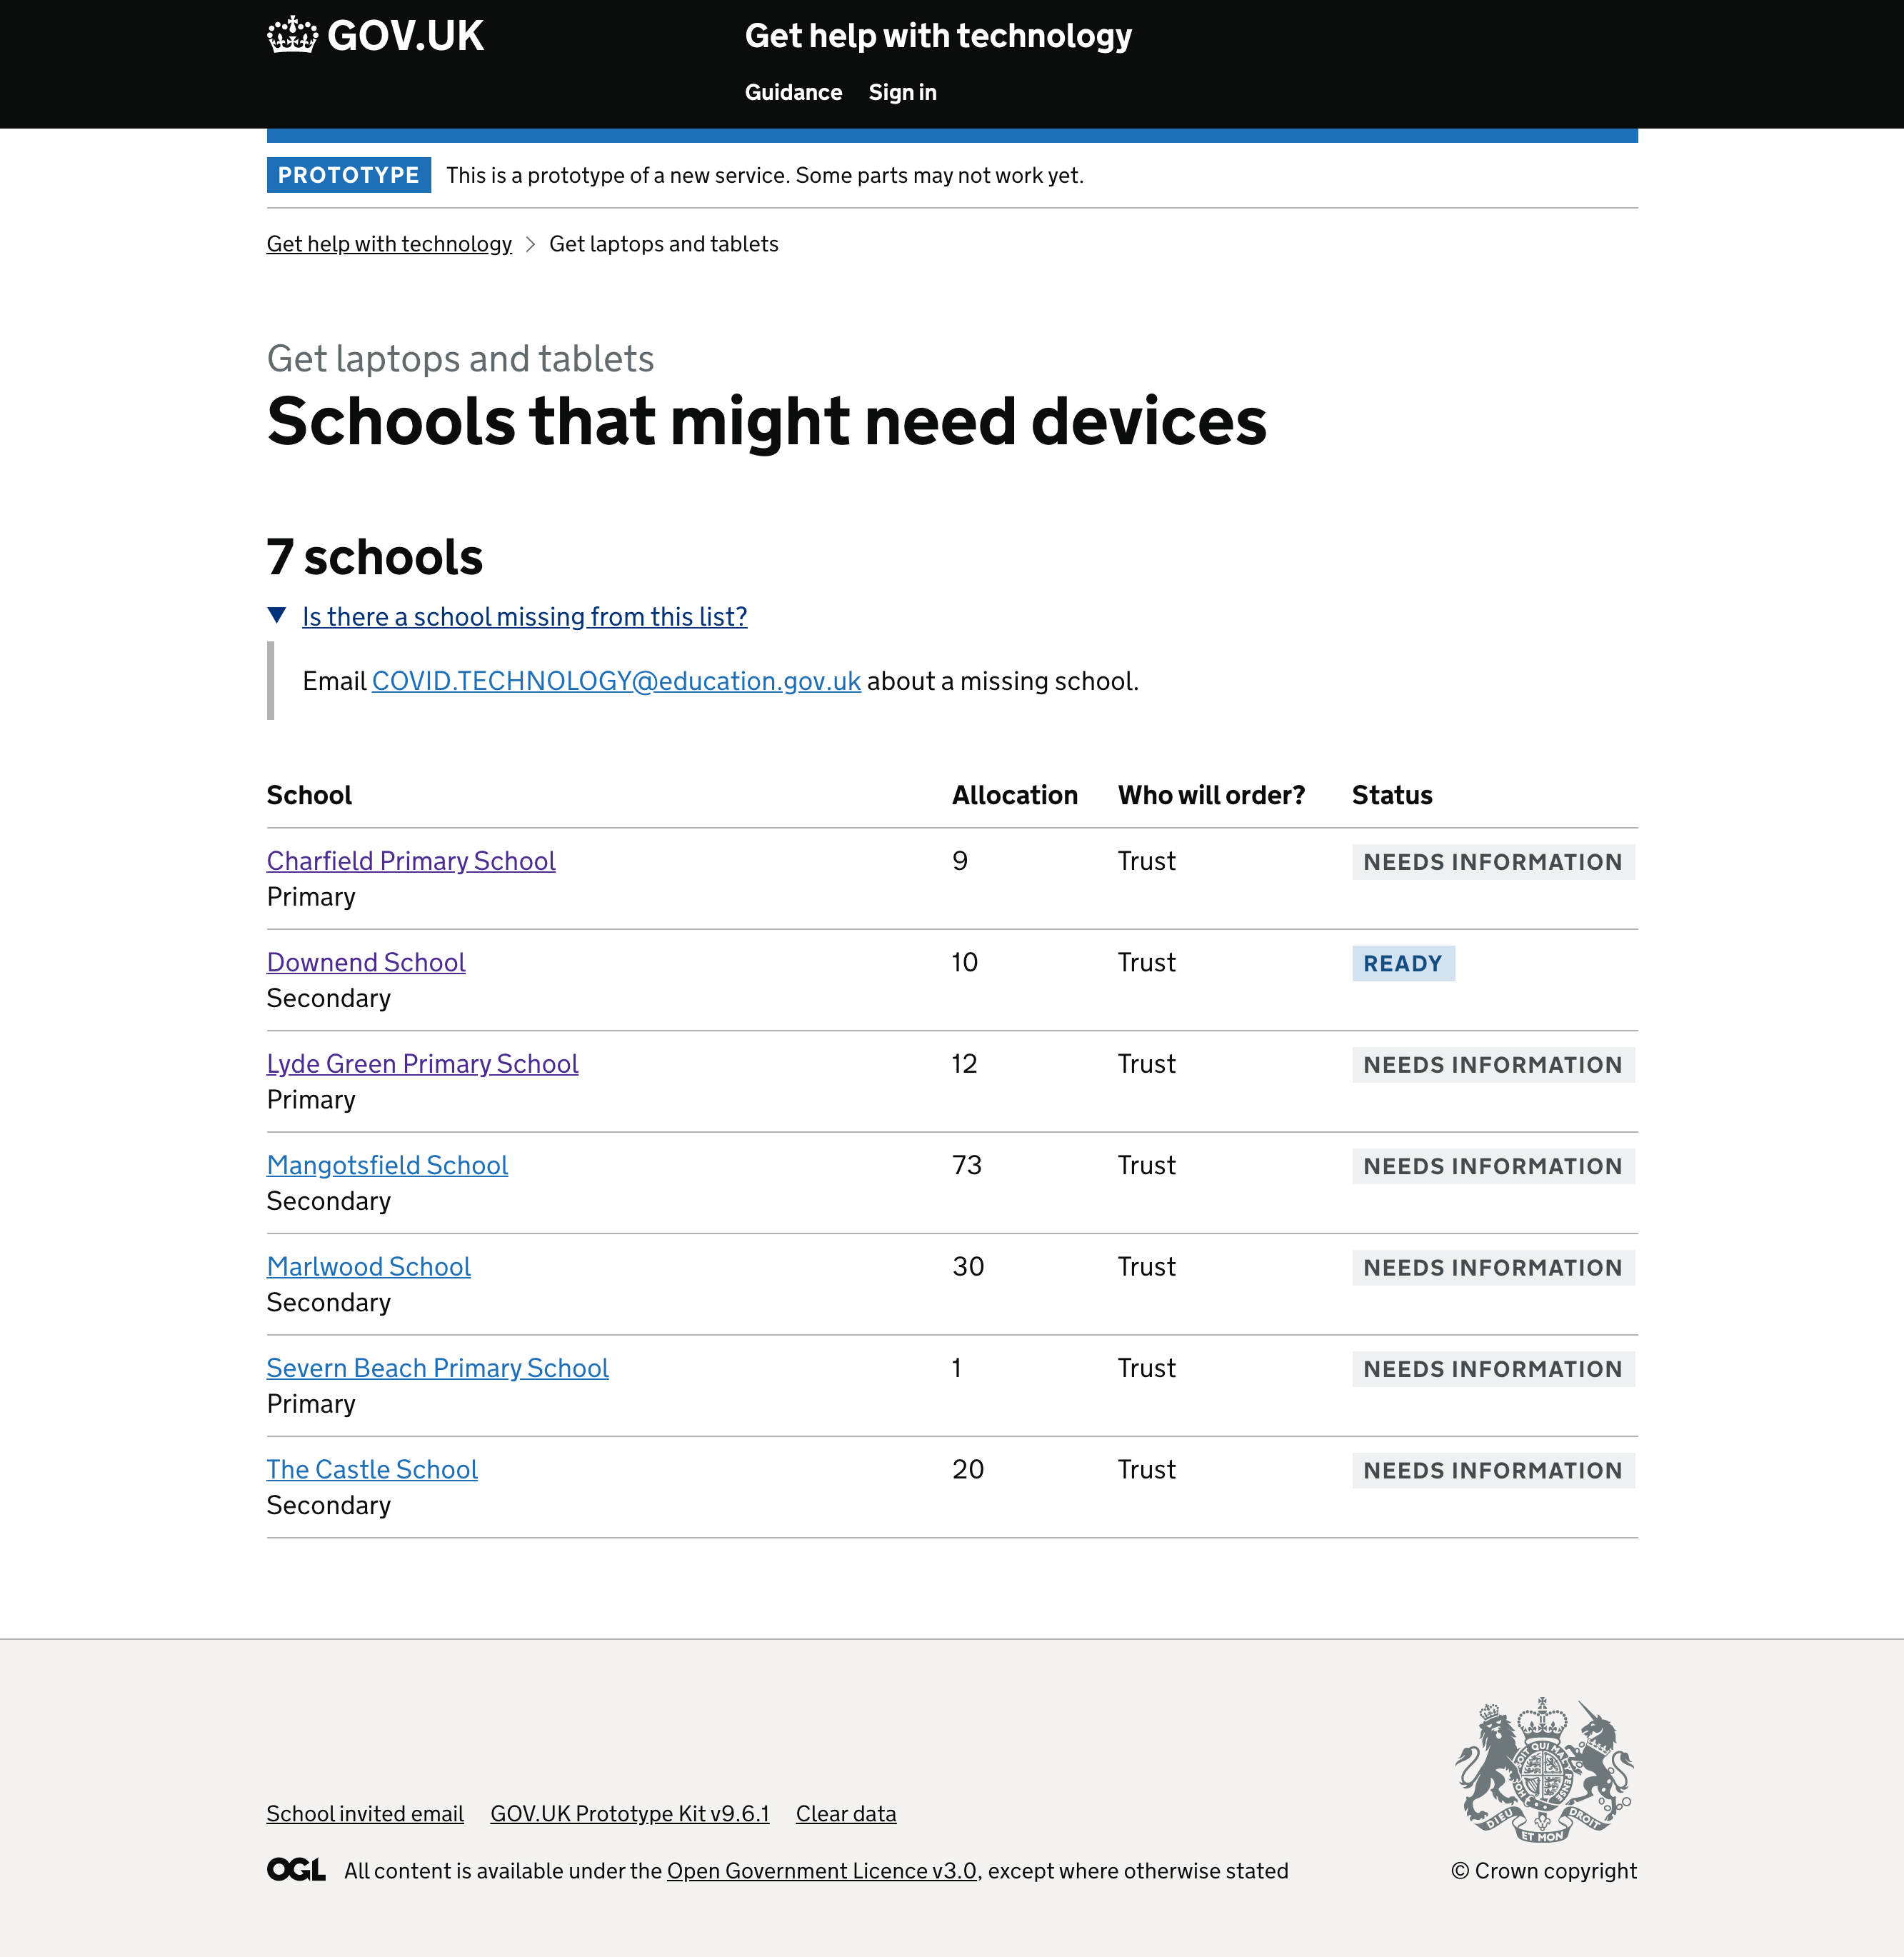 GOV.UK
Get help with technology
Guidance Sign in
PROTOTYPE This is a prototype of a new service. Some parts may not work yet.
Get help with technology > Get laptops and tablets
Get laptops and tablets
Schools that might need devices
7 schools
▼ Is there a school missing from this list?
Email COVID.TECHNOLOGY@education.gov.uk about a missing school.
School Allocation Who will order? Status
Charfield Primary School 9 Trust NEEDS INFORMATION
Primary
Downend School 10 Trust READY
Secondary
Lyde Green Primary School 12 Trust NEEDS INFORMATION
Primary
Mangotsfield School 73 Trust NEEDS INFORMATION
Secondary
Marlwood School 30 Trust NEEDS INFORMATION
Secondary
Severn Beach Primary School 1 Trust NEEDS INFORMATION
Primary
The Castle School 20 Trust NEEDS INFORMATION
Secondary
SOIT QUI MAL
DIEU ET MON DROIT
School invited email GOV.UK Prototype Kit v9.6.1 Clear data
OGL All content is available under the Open Government Licence v3.0, except where otherwise stated
© Crown copyright